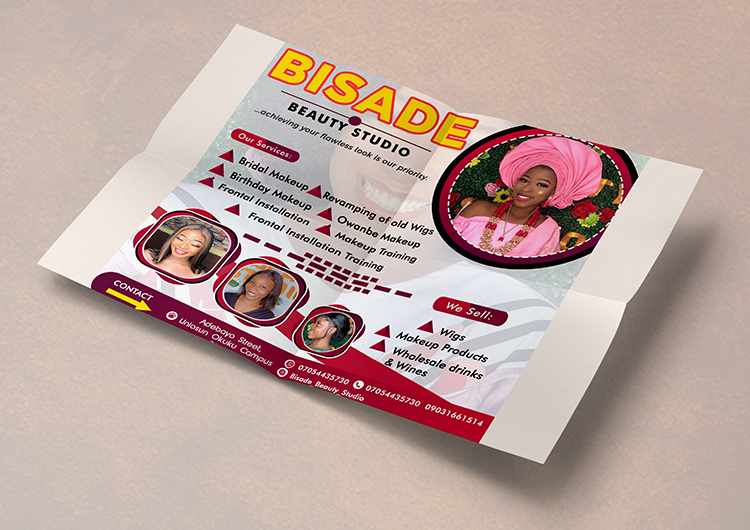 BISADE
BEAUTY STUDIO
...achieving your flawless look is our priority.
Our Services:
Bridal Makeup
Birthday Makeup
Frontal Installation
Frontal Installation Training
Revamping of old Wigs
Owanbe Makeup
Makeup Training
We Sell:
Wigs
Makeup Products
Wholesale drinks
& Wines
CONTACT
Adebayo Street,
Uniosun Okuku Campus
07054435730
07054435730 09031661514
Bisade_Beauty_Studio